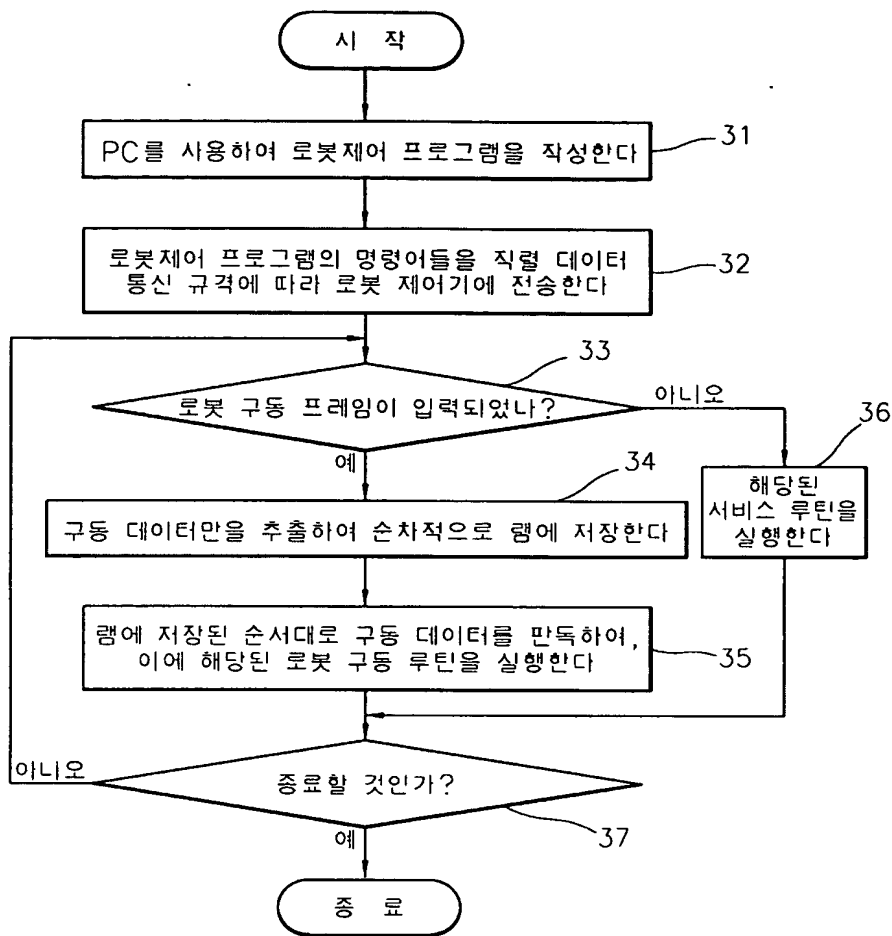 시 작
PC를 사용하여 로봇제어 프로그램을 작성한다
31
로봇제어 프로그램의 명령어들을 직렬 데이터
통신 규격에 따라 로봇 제어기에 전송한다
32
33
로봇 구동 프레임이 입력되었나?
아니오
예
34
36
구동 데이터만을 추출하여 순차적으로 램에 저장한다
해당된
서비스 루틴을
실행한다
램에 저장된 순서대로 구동 데이터를 판독하여,
이에 해당된 로봇 구동 루틴을 실행한다
35
아니오
종료할 것인가?
37
예
종 료